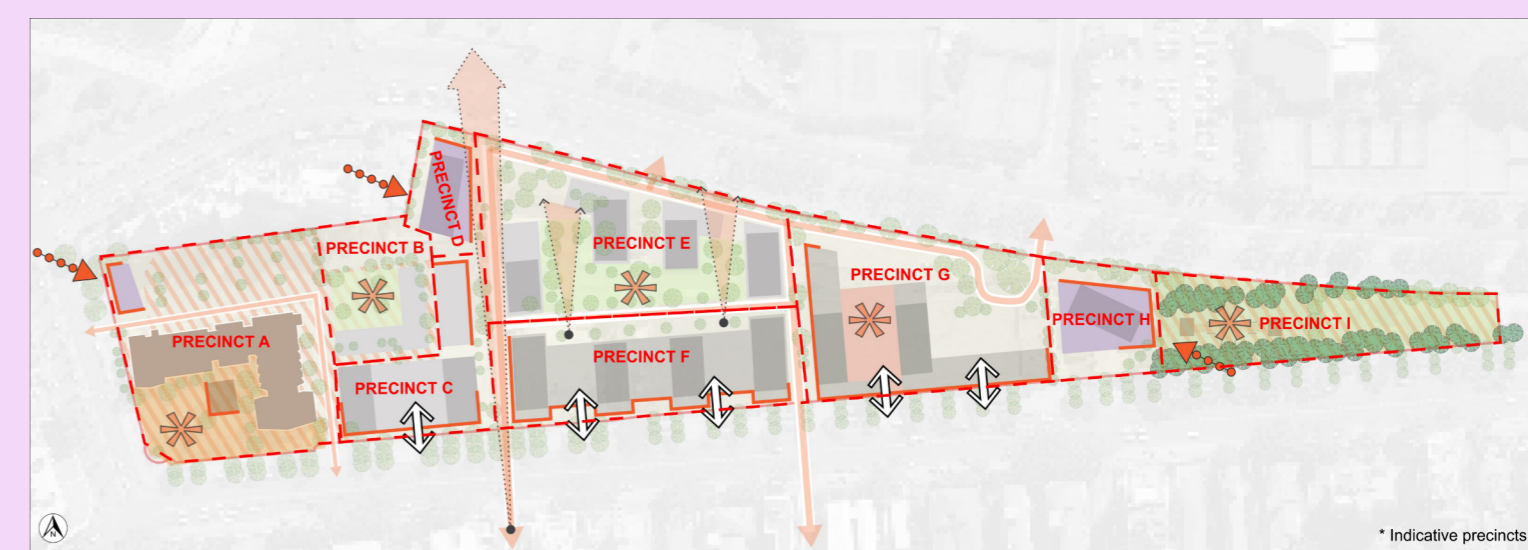 PRECINCT D
PRECINCT B
PRECINCT E
PRECINCT G
PRECINCT A
PRECINCT H
PRECINCT I
PRECINCT F
PRECINCT C
N
* Indicative precincts